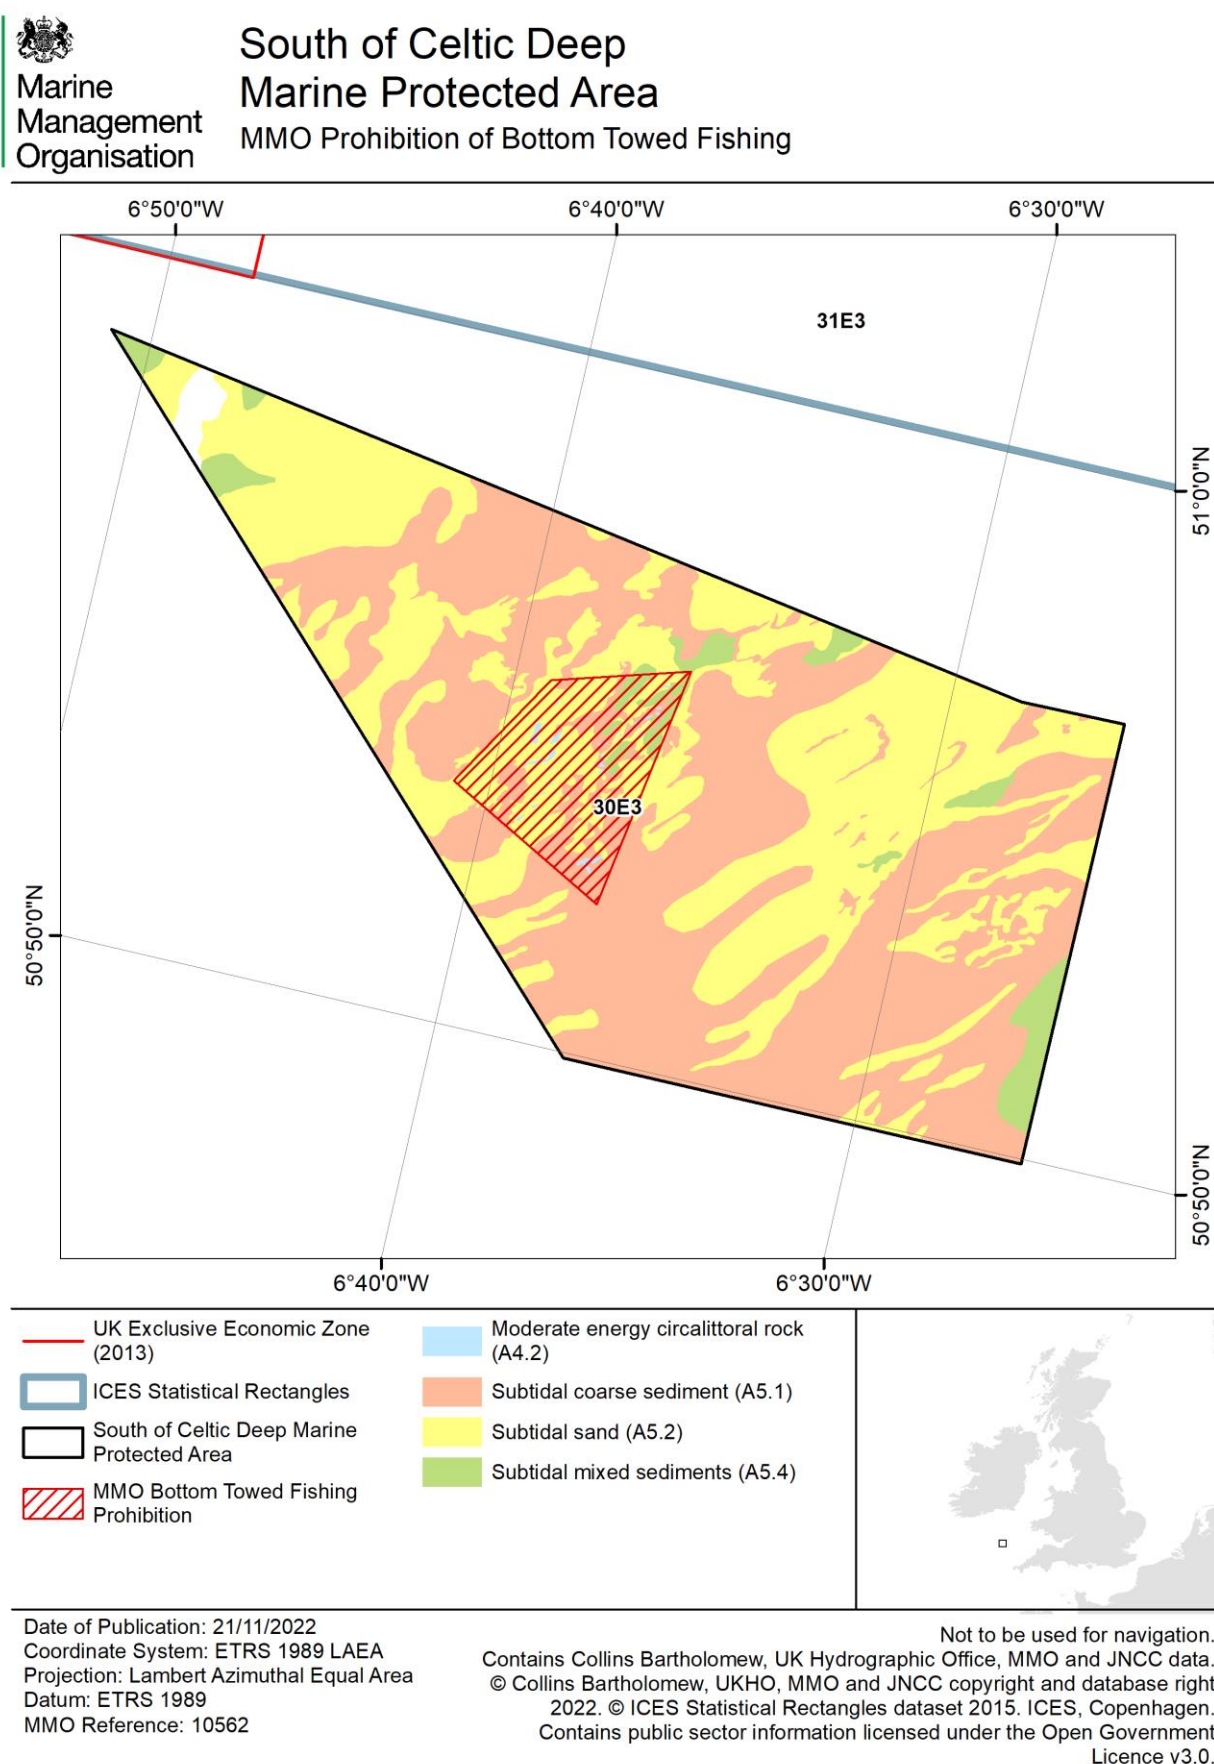 Marine
Management
Organisation
South of Celtic Deep
Marine Protected Area
MMO Prohibition of Bottom Towed Fishing
6°50'0"W
6°40'0"W
6°30'0"W
31E3
51°0'0"N
30E3
50°50'0"N
50°50'0"N
6°40'0"W
6°30'0"W
UK Exclusive Economic Zone
(2013)
ICES Statistical Rectangles
South of Celtic Deep Marine
Protected Area
MMO Bottom Towed Fishing
Prohibition
Moderate energy circalittoral rock
(A4.2)
Subtidal coarse sediment (A5.1)
Subtidal sand (A5.2)
Subtidal mixed sediments (A5.4)
Date of Publication: 21/11/2022
Coordinate System: ETRS 1989 LAEA
Projection: Lambert Azimuthal Equal Area
Datum: ETRS 1989
MMO Reference: 10562
Not to be used for navigation.
Contains Collins Bartholomew, UK Hydrographic Office, MMO and JNCC data.
© Collins Bartholomew, UKHO, MMO and JNCC copyright and database right
2022. © ICES Statistical Rectangles dataset 2015. ICES, Copenhagen.
Contains public sector information licensed under the Open Government
Licence v3.0.